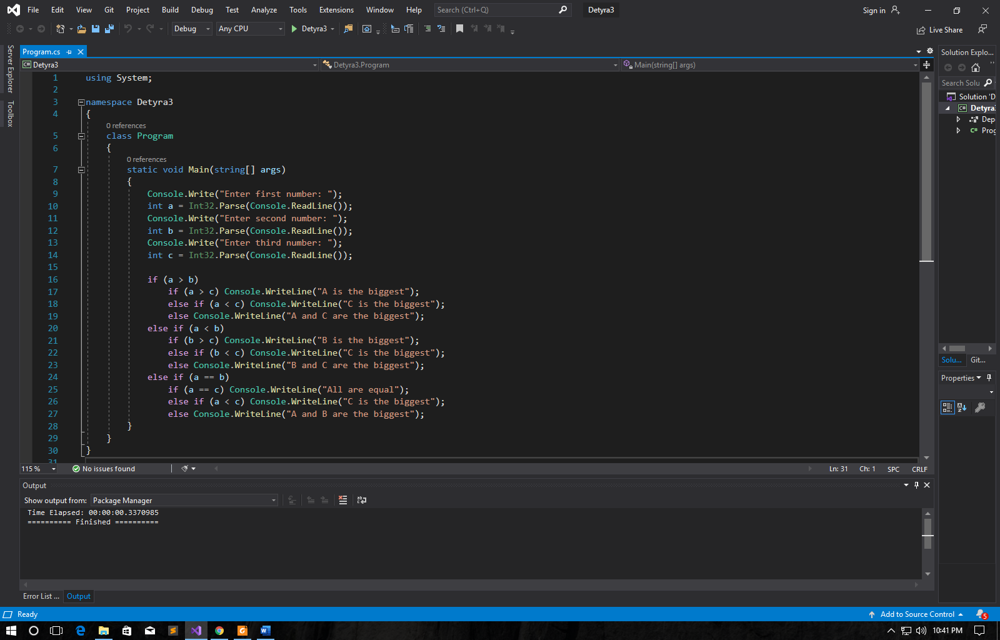 File Edit View Git Project Build Debug Test Analyze Tools Extensions Window Help Search (Ctrl+Q) Detyra3 Sign in
Debug Any CPU Detyra3 Live Share
Server Explorer
Toolbox
Program.cs
Detyra3 Detyra3.Program Main(string[] args)
1 using System;
2
3 namespace Detyra3
4 {
0 references
5 class Program
6 {
0 references
7 static void Main(string[] args)
8 {
9 Console.Write("Enter first number: ");
10 int a = Int32.Parse(Console.ReadLine());
11 Console.Write("Enter second number: ");
12 int b = Int32.Parse(Console.ReadLine());
13 Console.Write("Enter third number: ");
14 int c = Int32.Parse(Console.ReadLine());
15
16 if (a > b)
17 if (a > c) Console.WriteLine("A is the biggest");
18 else if (a < c) Console.WriteLine("C is the biggest");
19 else Console.WriteLine("A and C are the biggest");
20 else if (a < b)
21 if (b > c) Console.WriteLine("B is the biggest");
22 else if (b < c) Console.WriteLine("C is the biggest");
23 else Console.WriteLine("B and C are the biggest");
24 else if (a == b)
25 if (a == c) Console.WriteLine("All are equal");
26 else if (a < c) Console.WriteLine("C is the biggest");
27 else Console.WriteLine("A and B are the biggest");
28 }
29 }
30 }
31
115 % No issues found Ln: 31 Ch: 1 SPC CRLF
Output
Show output from: Package Manager
Time Elapsed: 00:00:00.3370985
========== Finished ==========
Error List ... Output
Solution Explo...
Search Solu
Solution 'D
C# Detyra
Dep
C# Prog
Solu... Git...
Properties
Ready Add to Source Control 5
10:41 PM